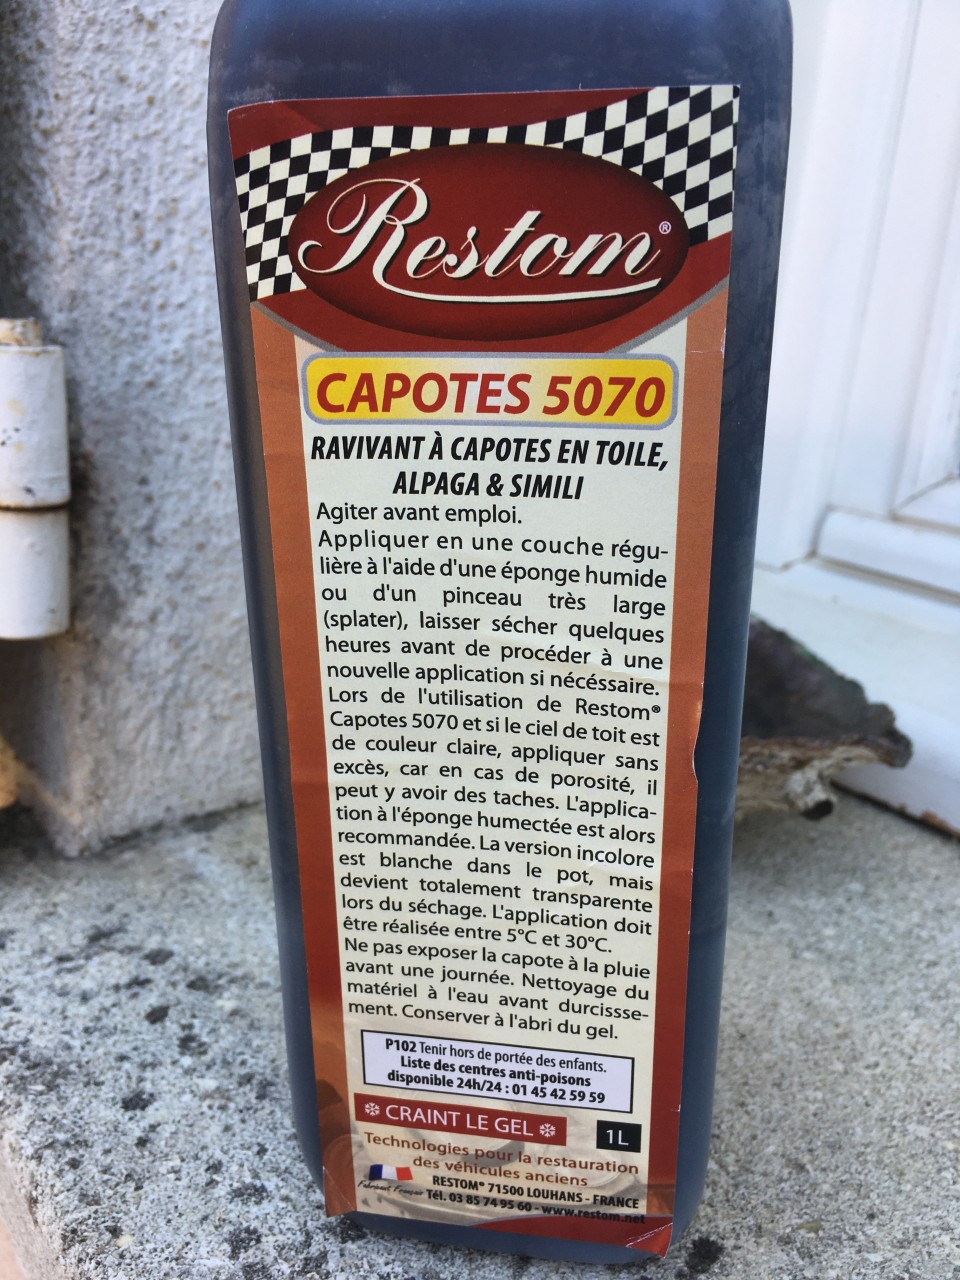 Restom®
CAPOTES 5070
RAVIVANT À CAPOTES EN TOILE,
ALPAGA & SIMILI
Agiter avant emploi.
Appliquer en une couche régu-
lière à l'aide d'une éponge humide
ou d'un pinceau très large
(splater), laisser sécher quelques
heures avant de procéder à une
nouvelle application si nécéssaire.
Lors de l'utilisation de Restom®
Capotes 5070 et si le ciel de toit est
de couleur claire, appliquer sans
excès, car en cas de porosité, il
peut y avoir des taches. L'applica-
tion à l'éponge humectée est alors
recommandée. La version incolore
est blanche dans le pot, mais
devient totalement transparente
lors du séchage. L'application doit
être réalisée entre 5°C et 30°C.
Ne pas exposer la capote à la pluie
avant une journée. Nettoyage du
matériel à l'eau avant durcissse-
ment. Conserver à l'abri du gel.
P102 Tenir hors de portée des enfants.
Liste des centres anti-poisons
disponible 24h/24 : 01 45 42 59 59
CRAINT LE GEL
1L
Technologies pour la restauration
des véhicules anciens
Fabricant Français
RESTOM® 71500 LOUHANS - FRANCE
Tél. 03 85 74 95 60 - www.restom.net